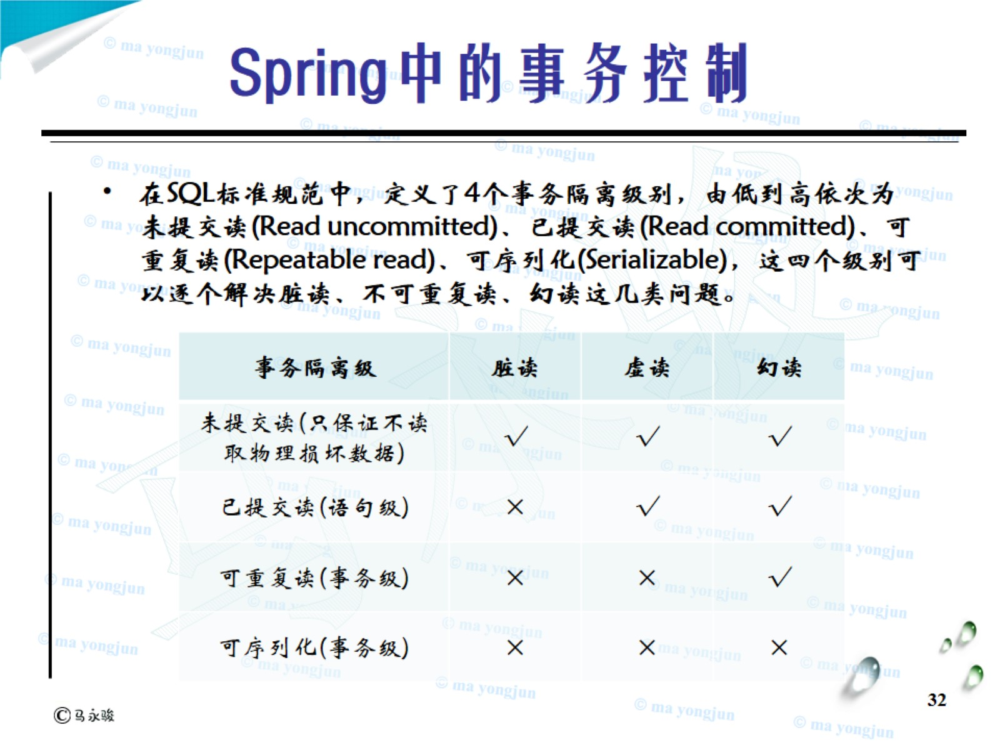 Spring中的事务控制
• 在SQL标准规范中，定义了4个事务隔离级别，由低到高依次为
未提交读(Read uncommitted)、已提交读(Read committed)、可
重复读(Repeatable read)、可序列化(Serializable)，这四个级别可
以逐个解决脏读、不可重复读、幻读这几类问题。
事务隔离级 脏读 虚读 幻读
未提交读(只保证不读
取物理损坏数据) √ √ √
已提交读(语句级) × √ √
可重复读(事务级) × × √
可序列化(事务级) × × ×
32
©马永骏
© ma yongjun